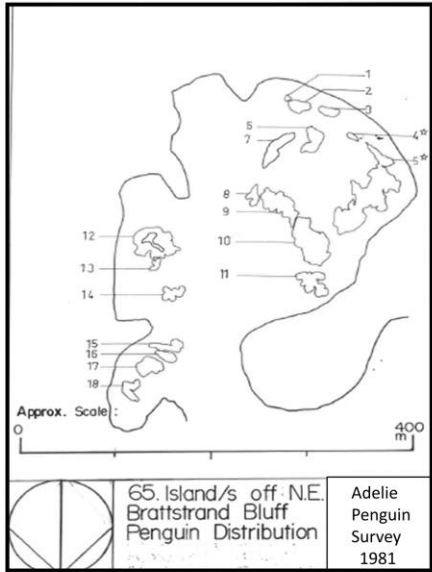 1
2
3
6
4☆
7
5☆
8
9
10
11
12
13
14
15
16
17
18
Approx. Scale :
0
400
m
65. Island/s off N.E.
Brattstrand Bluff
Penguin Distribution
Adelie
Penguin
Survey
1981